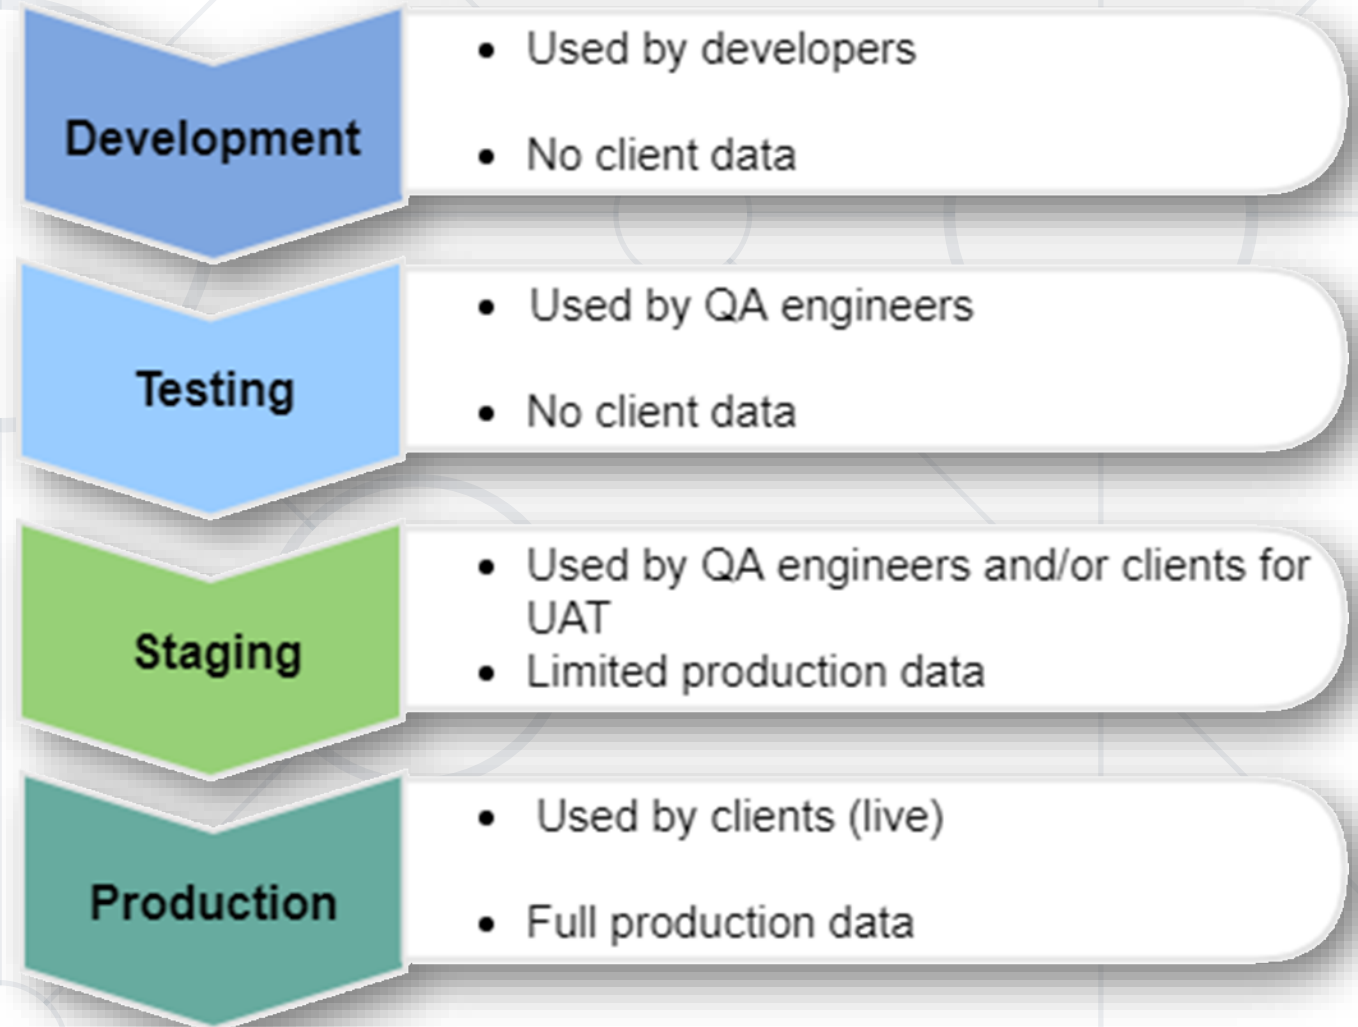 Development
• Used by developers
• No client data
Testing
• Used by QA engineers
• No client data
Staging
• Used by QA engineers and/or clients for
UAT
• Limited production data
Production
• Used by clients (live)
• Full production data